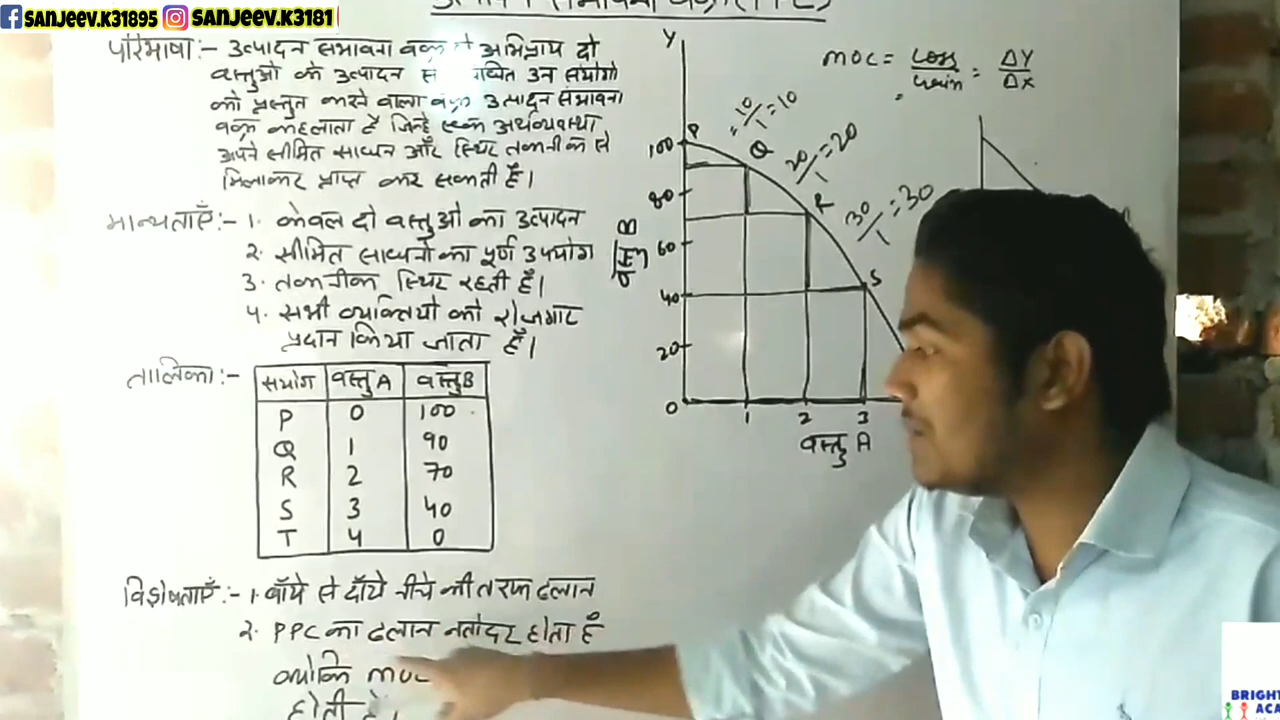 SANJEEV.K31895 SANJEEV.K3181
परिभाषा:- उत्पादन संभावना वक्र से अभिप्राय दो
वस्तुओं के उत्पादन उन संयोगों
को प्रस्तुत करने वाला वक्र उत्पादन संभावना
वक्र कहलाता है जिन्हें एक अर्थव्यवस्था
अपने सीमित साधन और स्थिर तकनीक से
मिलाकर प्राप्त कर सकती है।
मान्यताएँ:- 1. केवल दो वस्तुओं का उत्पादन
2. सीमित साधनों का पूर्ण उपयोग
3. तकनीक स्थिर रहती है।
4. सभी व्यक्तियों को रोजगार
प्रदान किया जाता है।
तालिका:-
संयोग वस्तु A वस्तु B
P 0 100
Q 1 90
R 2 70
S 3 40
T 4 0
विशेषताएँ:- 1. बाँये से दाँये नीचे की तरफ ढलान
2. PPC का ढलान नतोदर होता है
क्योंकि MOC
होती है।
MOC = Loss/Gain = ΔY/ΔX
=
Y
100
80
60
40
20
0
1 2 3
वस्तु B
वस्तु A
P
Q
R
S
= 10/1 = 10
20/1 = 20
30/1 = 30
BRIGHT
ACA